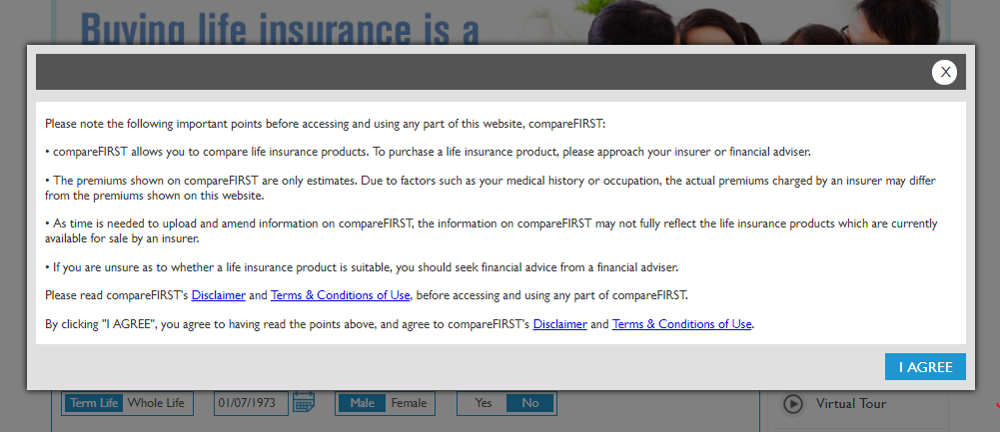 Buying life insurance is a
X
Please note the following important points before accessing and using any part of this website, compareFIRST:
• compareFIRST allows you to compare life insurance products. To purchase a life insurance product, please approach your insurer or financial adviser.
• The premiums shown on compareFIRST are only estimates. Due to factors such as your medical history or occupation, the actual premiums charged by an insurer may differ
from the premiums shown on this website.
• As time is needed to upload and amend information on compareFIRST, the information on compareFIRST may not fully reflect the life insurance products which are currently
available for sale by an insurer.
• If you are unsure as to whether a life insurance product is suitable, you should seek financial advice from a financial adviser.
Please read compareFIRST's Disclaimer and Terms & Conditions of Use, before accessing and using any part of compareFIRST.
By clicking "I AGREE", you agree to having read the points above, and agree to compareFIRST's Disclaimer and Terms & Conditions of Use.
I AGREE
Term Life Whole Life 01/07/1973 Male Female Yes No Virtual Tour